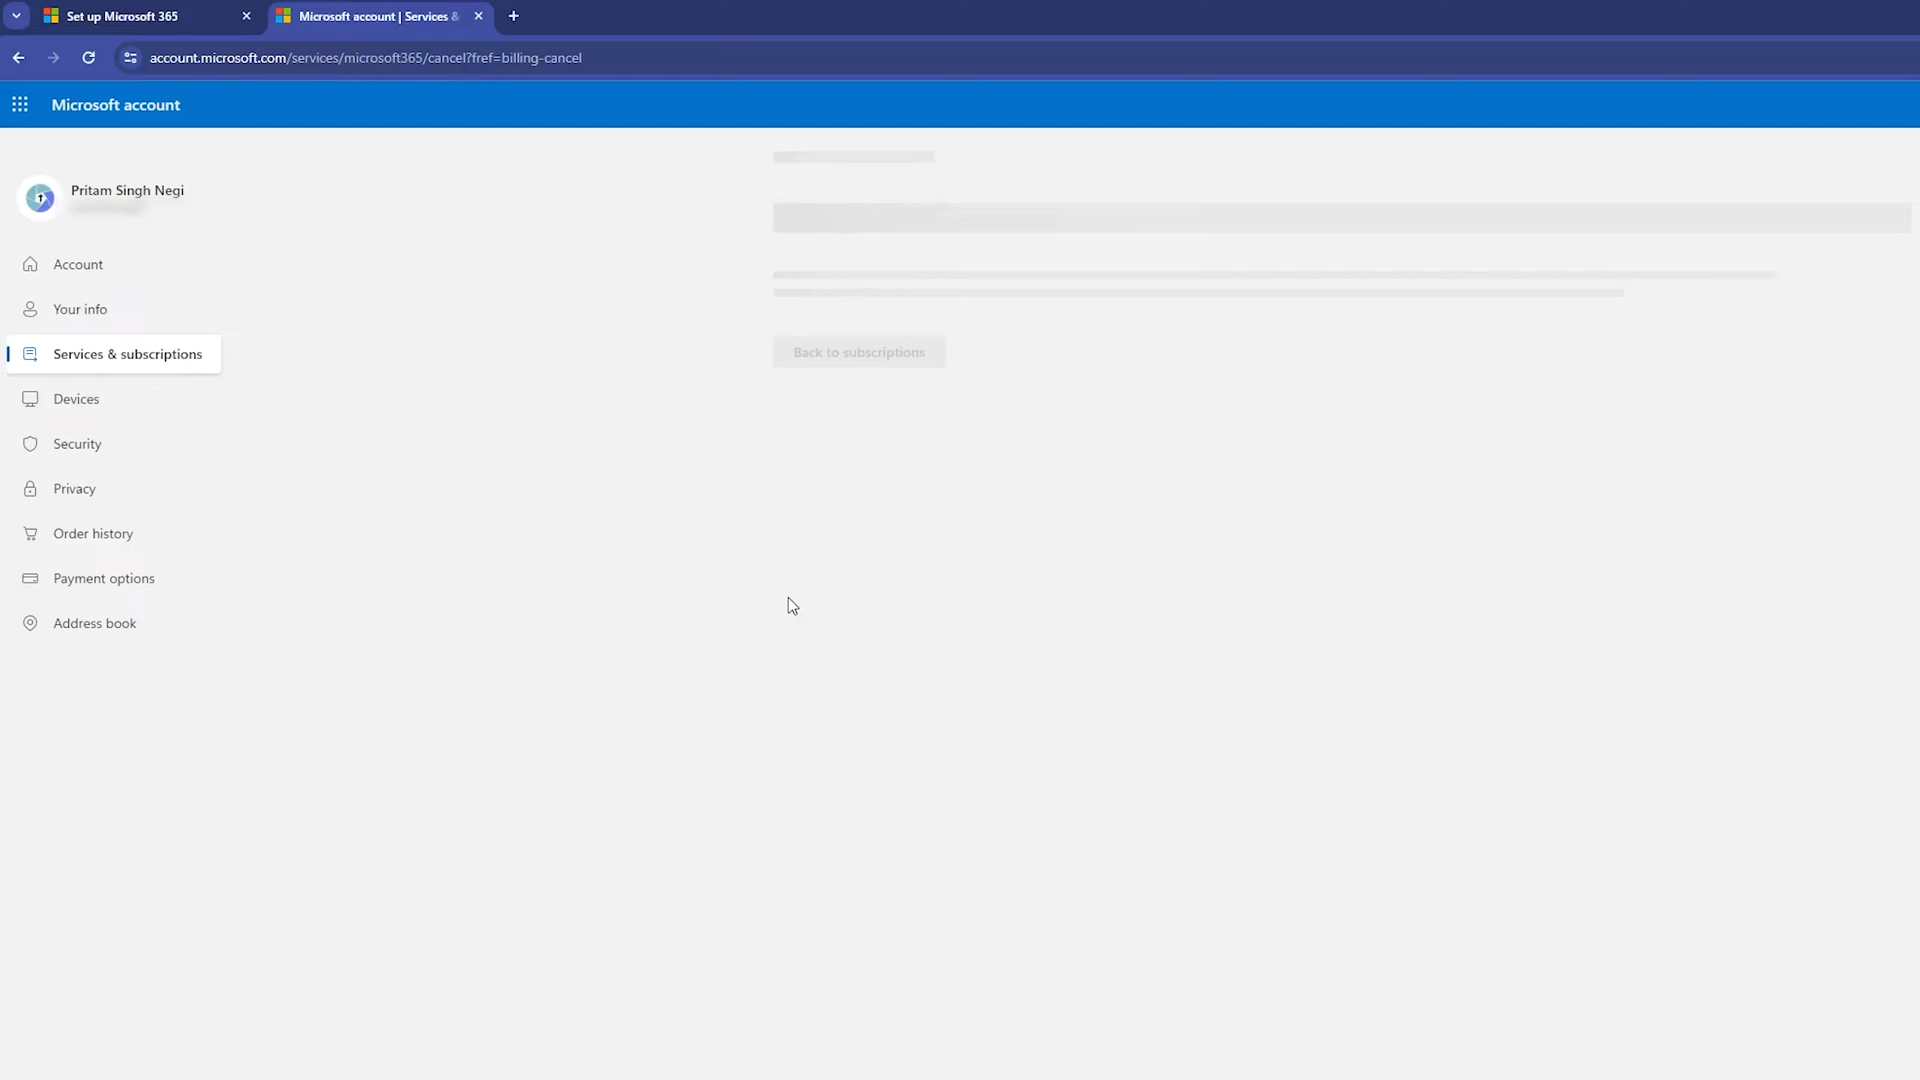 Set up Microsoft 365
Microsoft account | Services &
account.microsoft.com/services/microsoft365/cancel?fref=billing-cancel
Microsoft account
Pritam Singh Negi
Account
Your info
Services & subscriptions
Devices
Security
Privacy
Order history
Payment options
Address book
Back to subscriptions